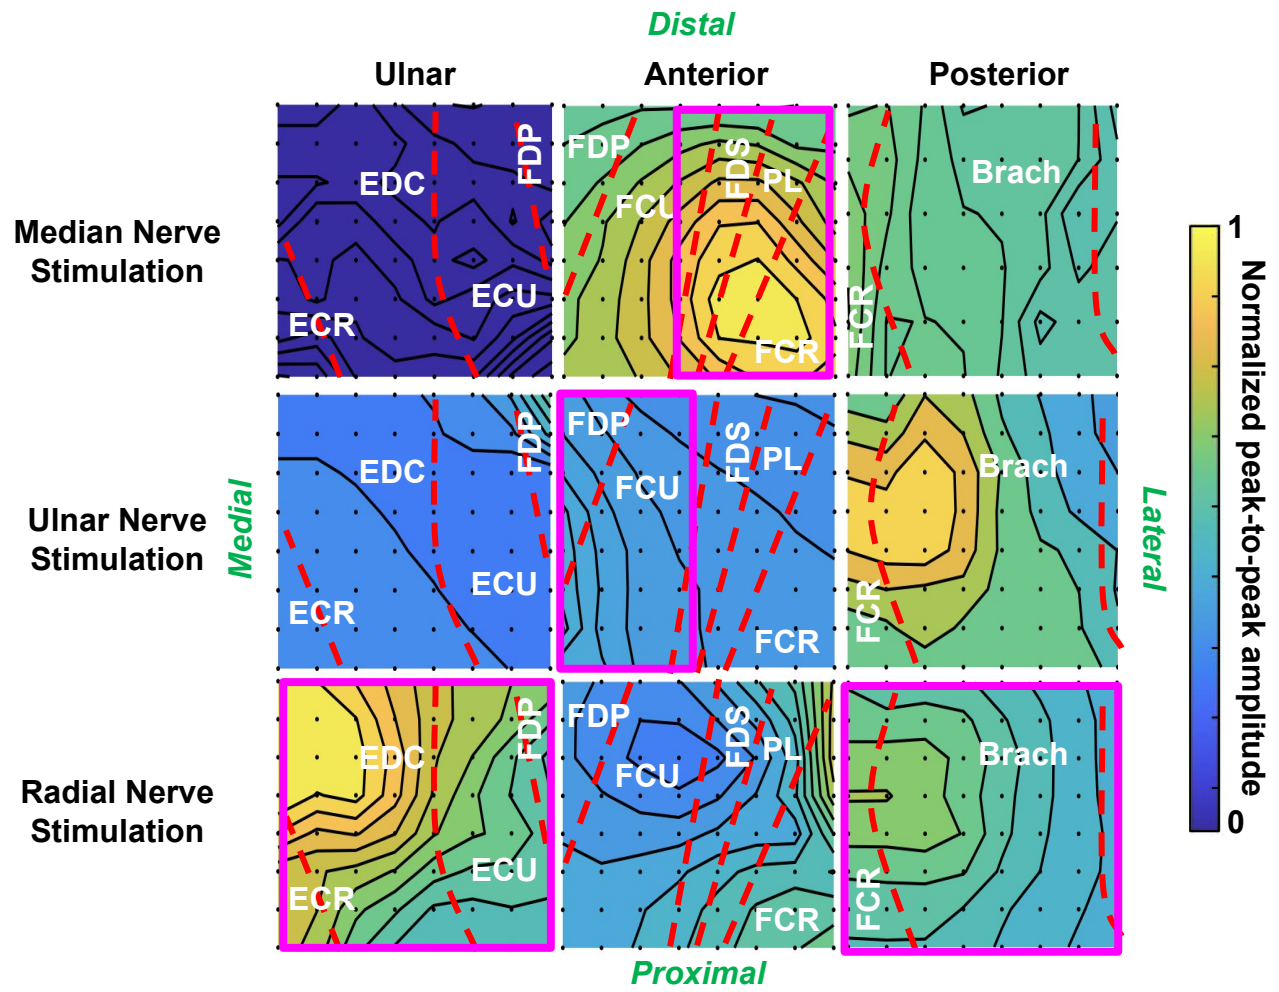 Distal
Ulnar Anterior Posterior
Median Nerve
Stimulation
EDC FDP
ECU
ECR
FDP FDS PL
FCU
FCR
Brach
FCR
Ulnar Nerve
Stimulation
Medial
EDC FDP
ECU
ECR
FDP FDS PL
FCU
FCR
Brach
FCR
Lateral
Radial Nerve
Stimulation
EDC FDP
ECU
ECR
FDP FDS PL
FCU
FCR
Brach
FCR
Proximal
1
Normalized peak-to-peak amplitude
0